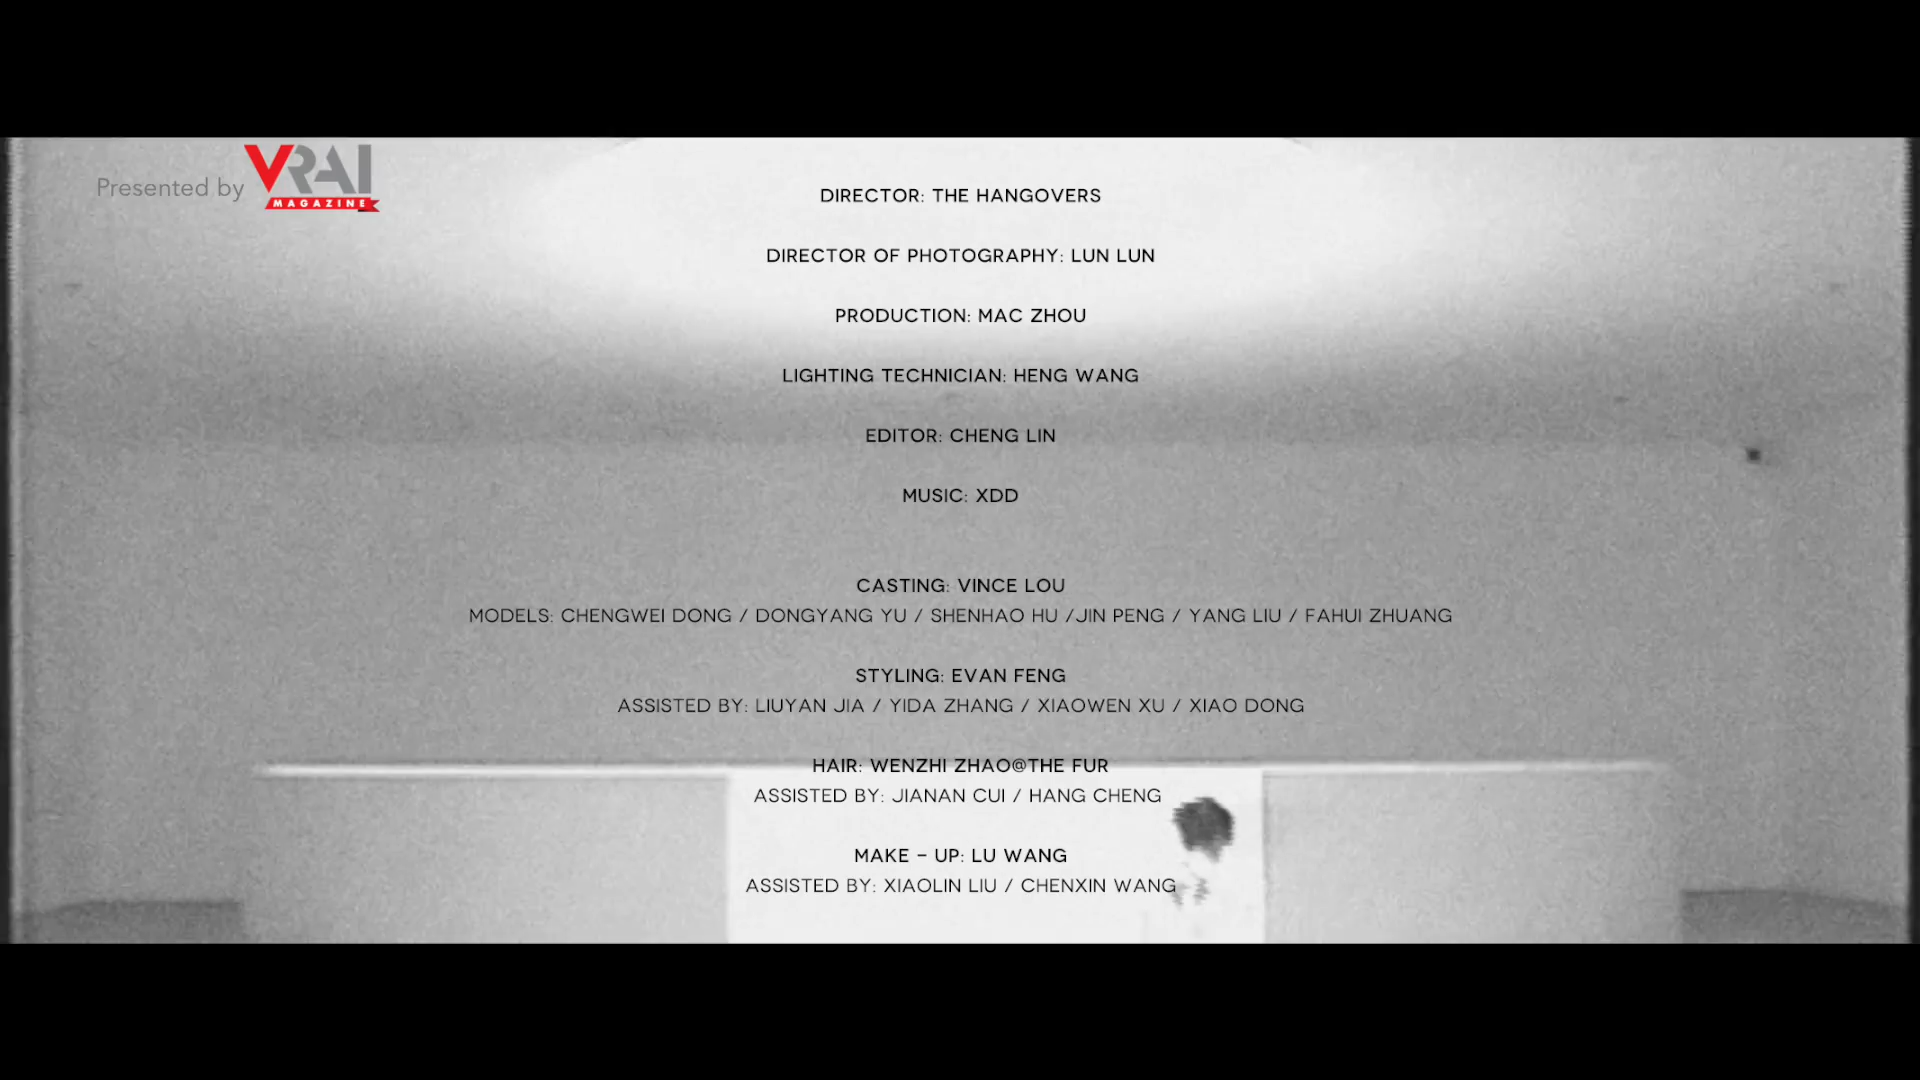 Presented by VRAI
MAGAZINE
DIRECTOR: THE HANGOVERS
DIRECTOR OF PHOTOGRAPHY: LUN LUN
PRODUCTION: MAC ZHOU
LIGHTING TECHNICIAN: HENG WANG
EDITOR: CHENG LIN
MUSIC: XDD
CASTING: VINCE LOU
MODELS: CHENGWEI DONG / DONGYANG YU / SHENHAO HU /JIN PENG / YANG LIU / FAHUI ZHUANG
STYLING: EVAN FENG
ASSISTED BY: LIUYAN JIA / YIDA ZHANG / XIAOWEN XU / XIAO DONG
HAIR: WENZHI ZHAO@THE FUR
ASSISTED BY: JIANAN CUI / HANG CHENG
MAKE - UP: LU WANG
ASSISTED BY: XIAOLIN LIU / CHENXIN WANG